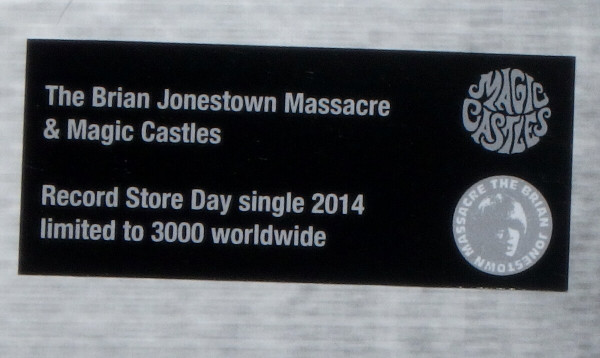 The Brian Jonestown Massacre
& Magic Castles
Record Store Day single 2014
limited to 3000 worldwide
MAGIC
CASTLES
THE BRIAN JONESTOWN MASSACRE